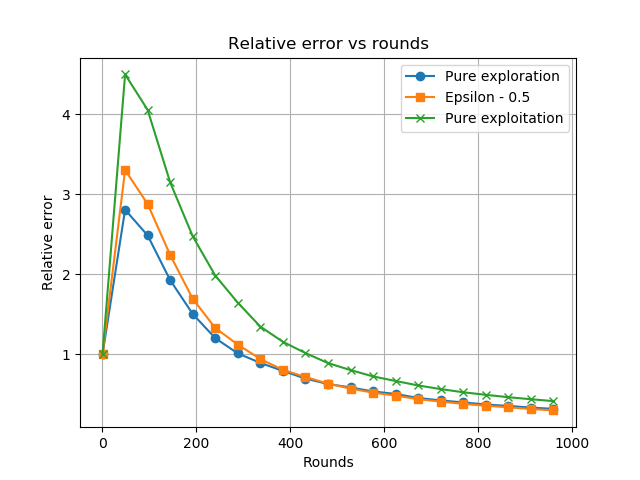 Relative error vs rounds
Pure exploration
Epsilon - 0.5
Pure exploitation
4
3
2
1
Relative error
0 200 400 600 800 1000
Rounds